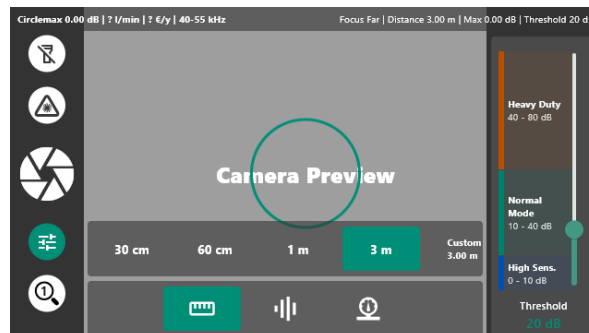 Circlemax 0.00 dB | ? l/min | ? €/y | 40-55 kHz
Focus Far | Distance 3.00 m | Max 0.00 dB | Threshold 20 d
Heavy Duty
40 - 80 dB
Camera Preview
Normal
Mode
10 - 40 dB
30 cm
60 cm
1 m
3 m
Custom
3.00 m
High Sens.
0 - 10 dB
1
Threshold
20 dB